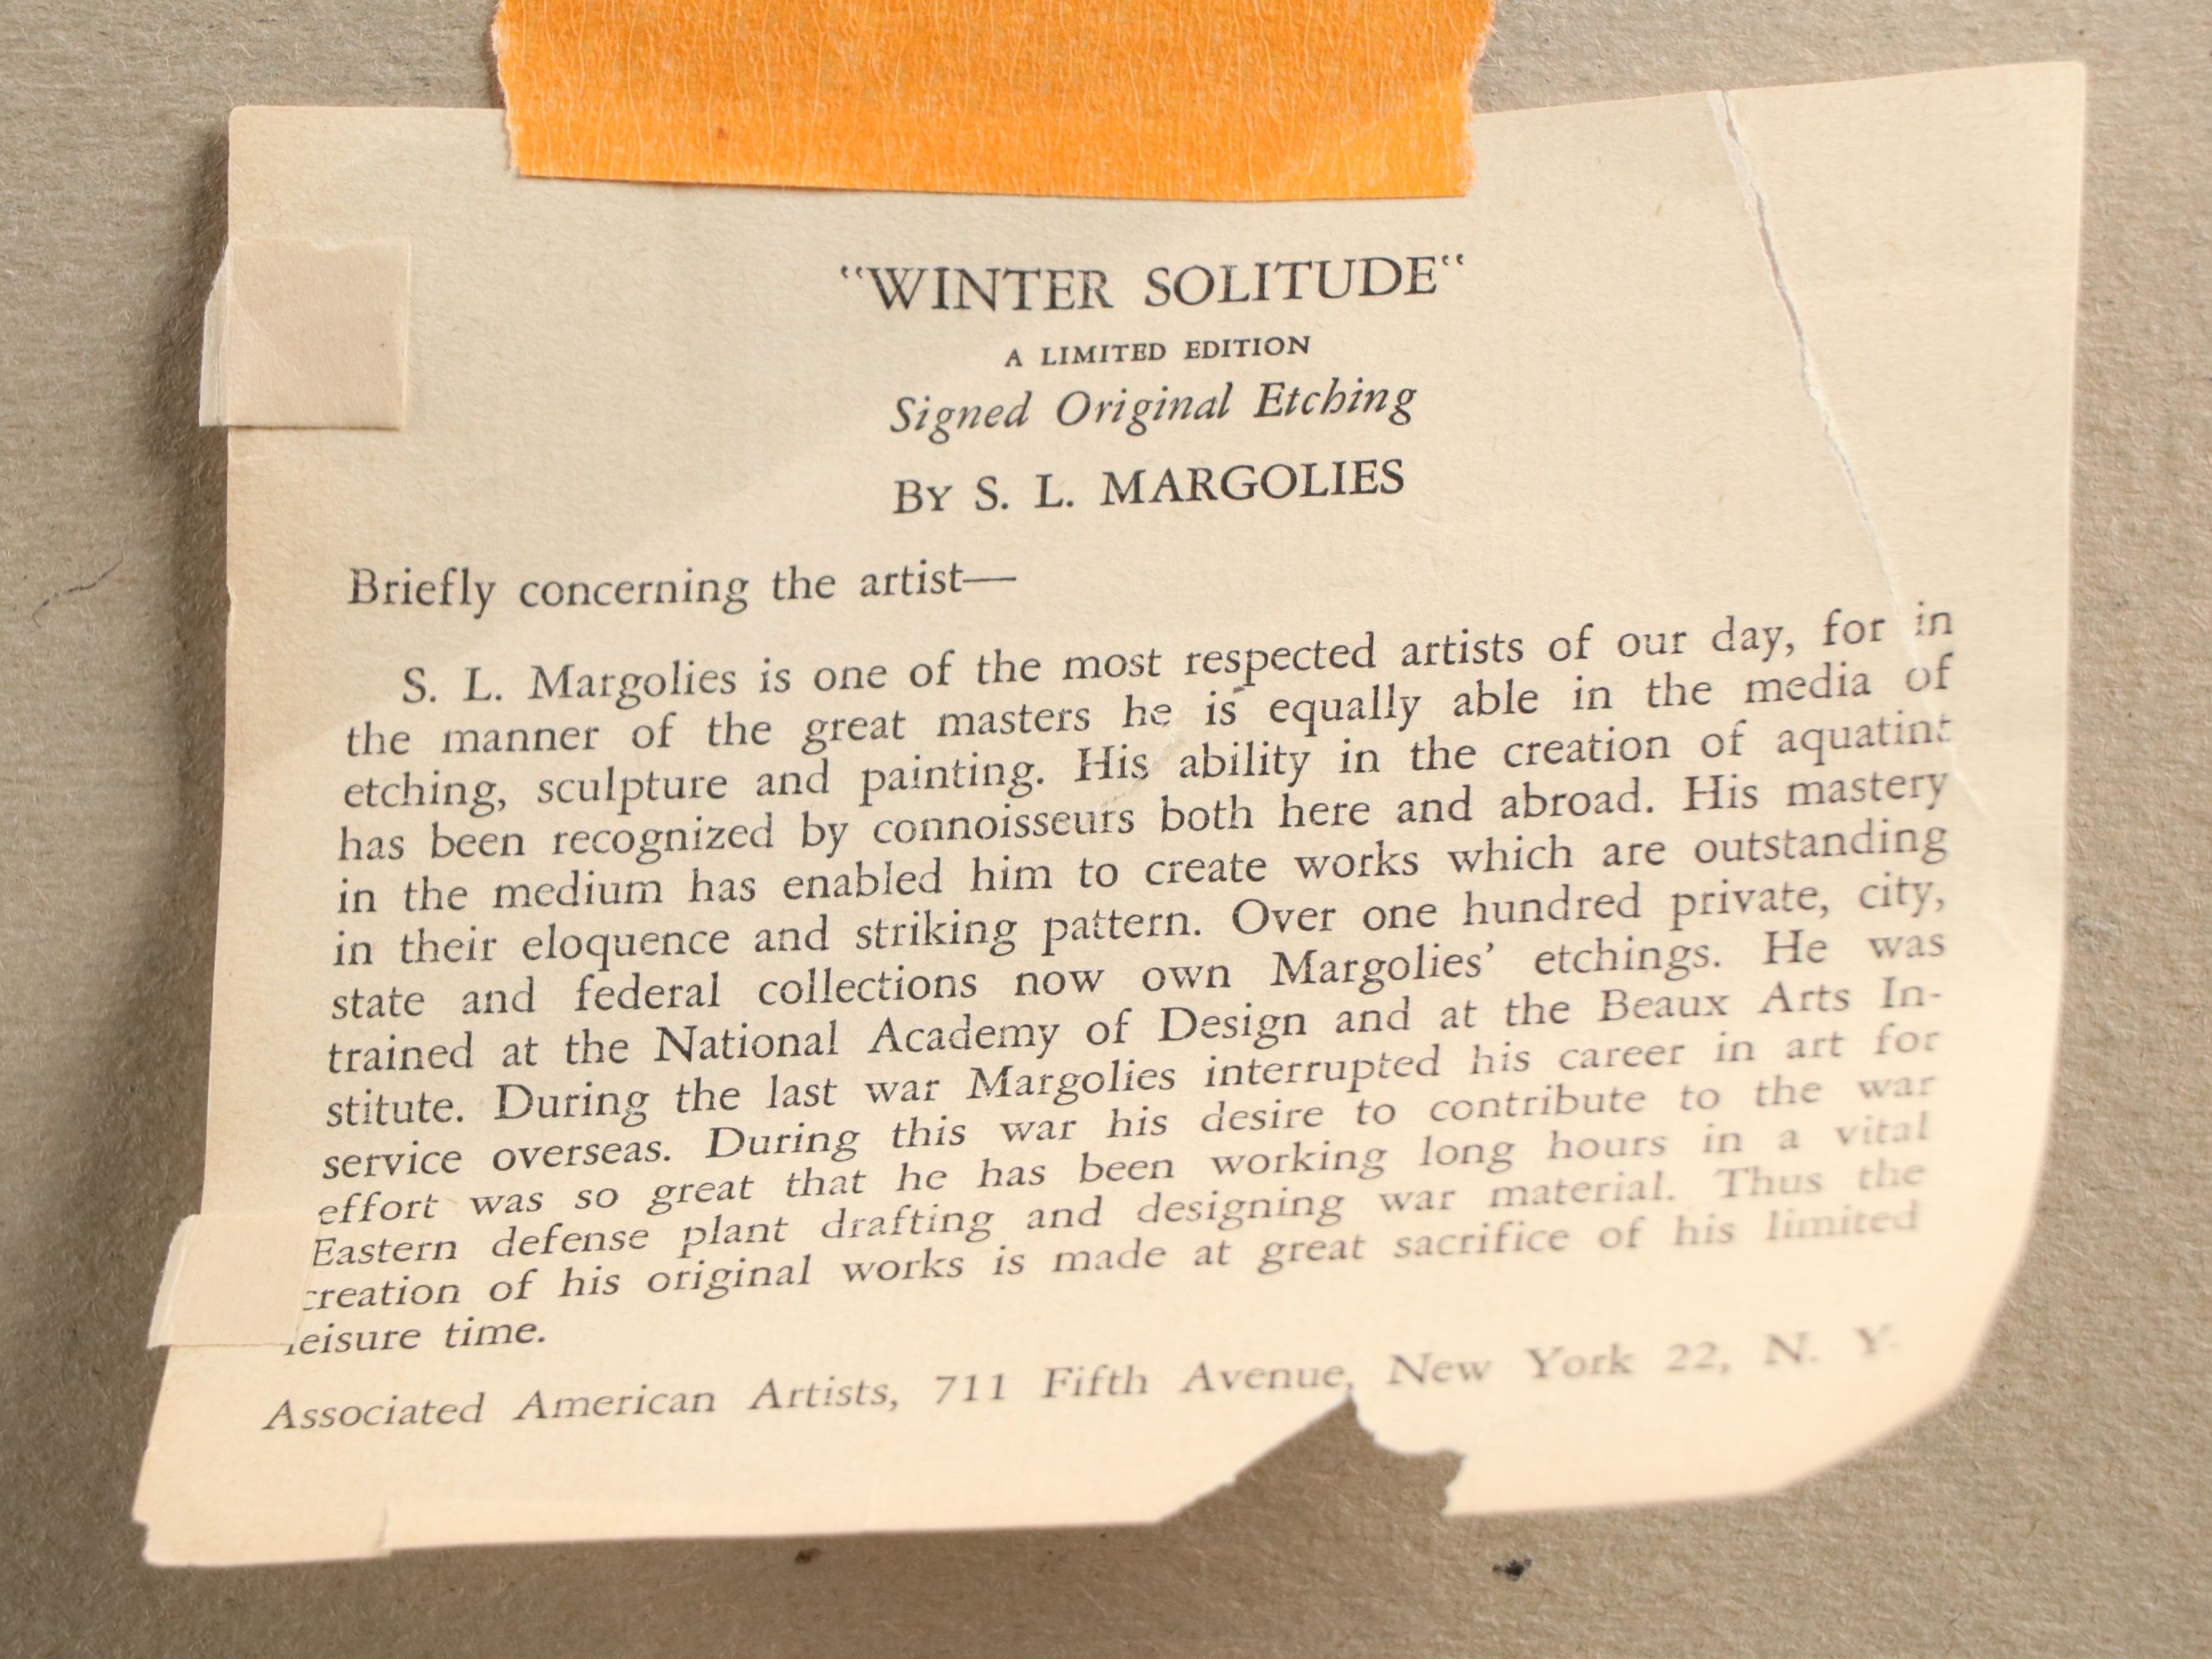 "WINTER SOLITUDE"
A LIMITED EDITION
Signed Original Etching
BY S. L. MARGOLIES
Briefly concerning the artist—
S. L. Margolies is one of the most respected artists of our day, for in
the manner of the great masters he is equally able in the media of
etching, sculpture and painting. His ability in the creation of aquatint
has been recognized by connoisseurs both here and abroad. His mastery
in the medium has enabled him to create works which are outstanding
in their eloquence and striking pattern. Over one hundred private, city,
state and federal collections now own Margolies' etchings. He was
trained at the National Academy of Design and at the Beaux Arts In-
stitute. During the last war Margolies interrupted his career in art for
service overseas. During this war his desire to contribute to the war
effort was so great that he has been working long hours in a vital
Eastern defense plant drafting and designing war material. Thus the
creation of his original works is made at great sacrifice of his limited
leisure time.
Associated American Artists, 711 Fifth Avenue, New York 22, N. Y.